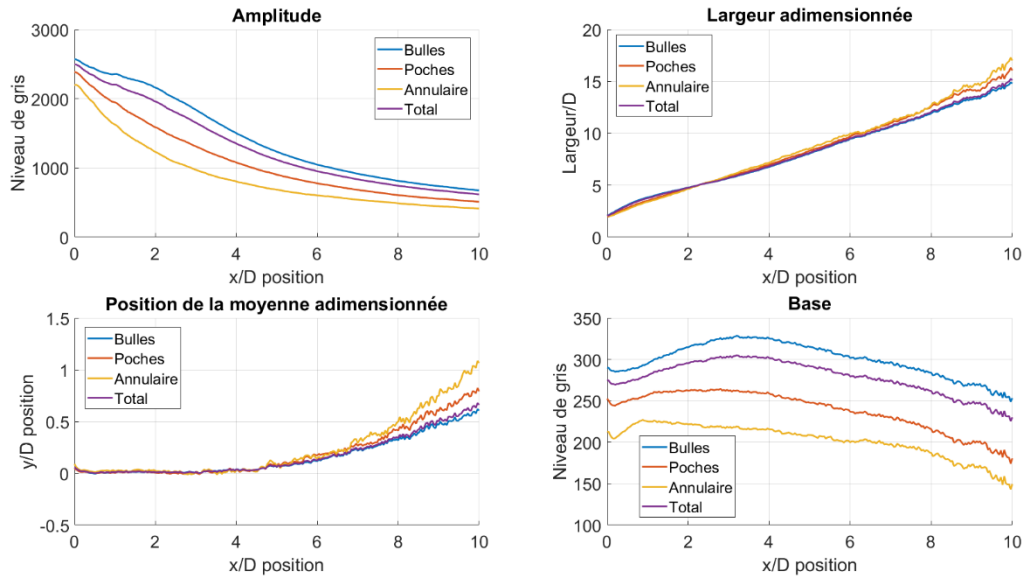 Amplitude
3000
2000
1000
0
Niveau de gris
Bulles
Poches
Annulaire
Total
0 2 4 6 8 10
x/D position
Largeur adimensionnée
20
15
10
5
0
Largeur/D
Bulles
Poches
Annulaire
Total
0 2 4 6 8 10
x/D position
Position de la moyenne adimensionnée
1.5
1
0.5
0
-0.5
y/D position
Bulles
Poches
Annulaire
Total
0 2 4 6 8 10
x/D position
Base
350
300
250
200
150
100
Niveau de gris
Bulles
Poches
Annulaire
Total
0 2 4 6 8 10
x/D position